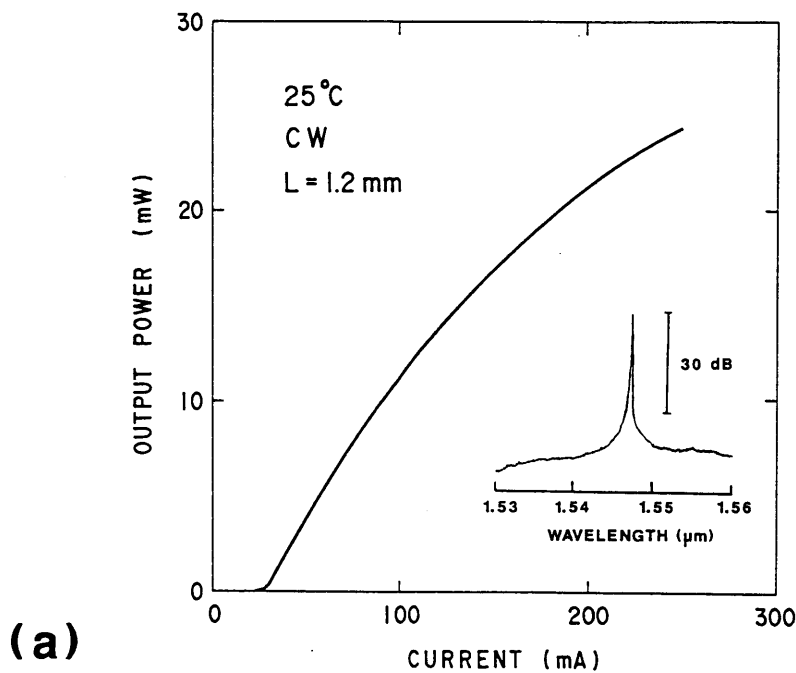 30
25°C
CW
L = 1.2 mm
20
OUTPUT POWER (mW)
30 dB
10
1.53 1.54 1.55 1.56
WAVELENGTH (µm)
0
0 100 200 300
(a)
CURRENT (mA)